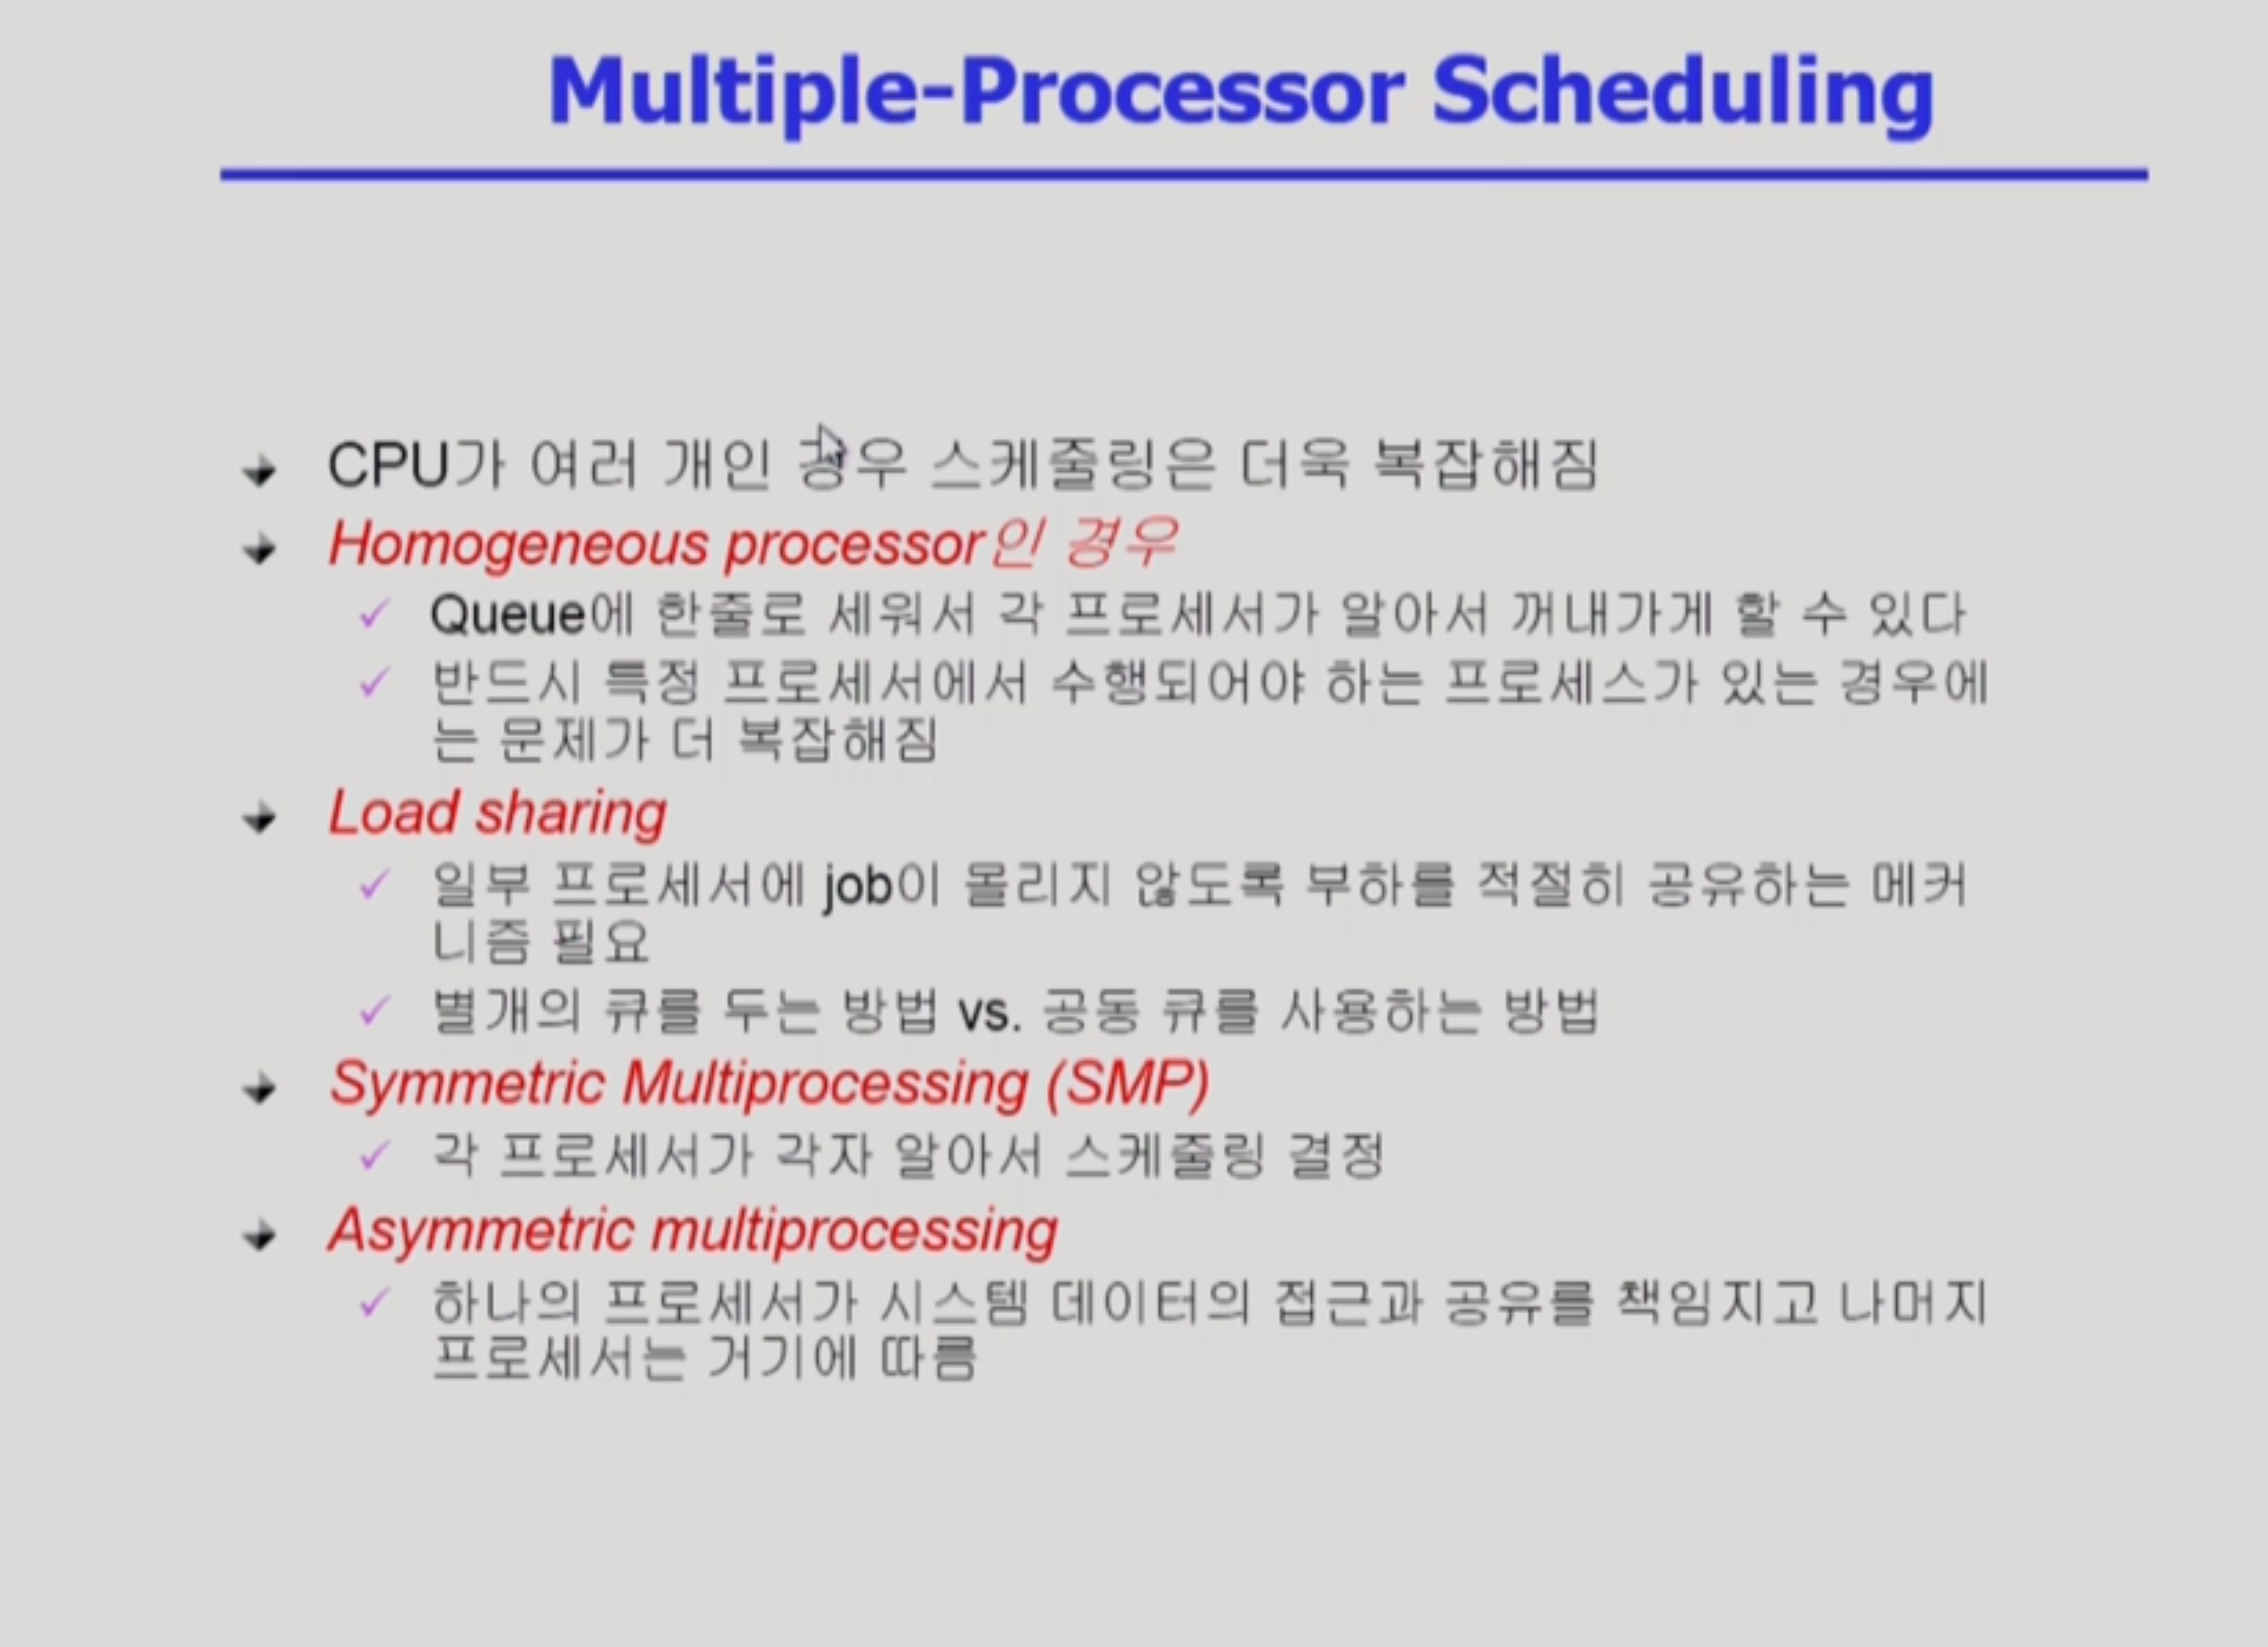 Multiple-Processor Scheduling
CPU가 여러 개인 경우 스케줄링은 더욱 복잡해짐
Homogeneous processor인 경우
Queue에 한줄로 세워서 각 프로세서가 알아서 꺼내가게 할 수 있다
반드시 특정 프로세서에서 수행되어야 하는 프로세스가 있는 경우에
는 문제가 더 복잡해짐
Load sharing
일부 프로세서에 job이 몰리지 않도록 부하를 적절히 공유하는 메커
니즘 필요
별개의 큐를 두는 방법 vs. 공동 큐를 사용하는 방법
Symmetric Multiprocessing (SMP)
각 프로세서가 각자 알아서 스케줄링 결정
Asymmetric multiprocessing
하나의 프로세서가 시스템 데이터의 접근과 공유를 책임지고 나머지
프로세서는 거기에 따름